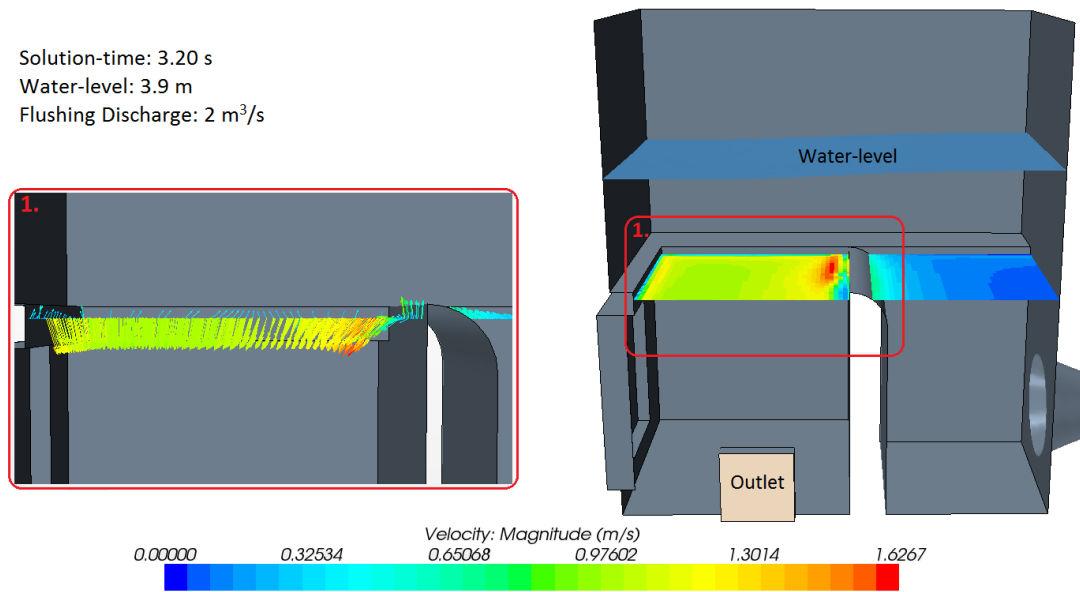 Solution-time: 3.20 s
Water-level: 3.9 m
Flushing Discharge: 2 m³/s
Water-level
1.
1.
Outlet
Velocity: Magnitude (m/s)
0.00000 0.32534 0.65068 0.97602 1.3014 1.6267